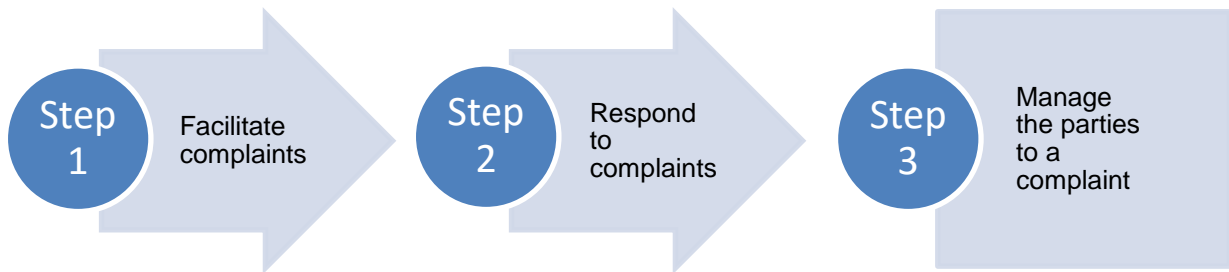 Step
1
Facilitate
complaints
Step
2
Respond
to
complaints
Step
3
Manage
the parties
to a
complaint